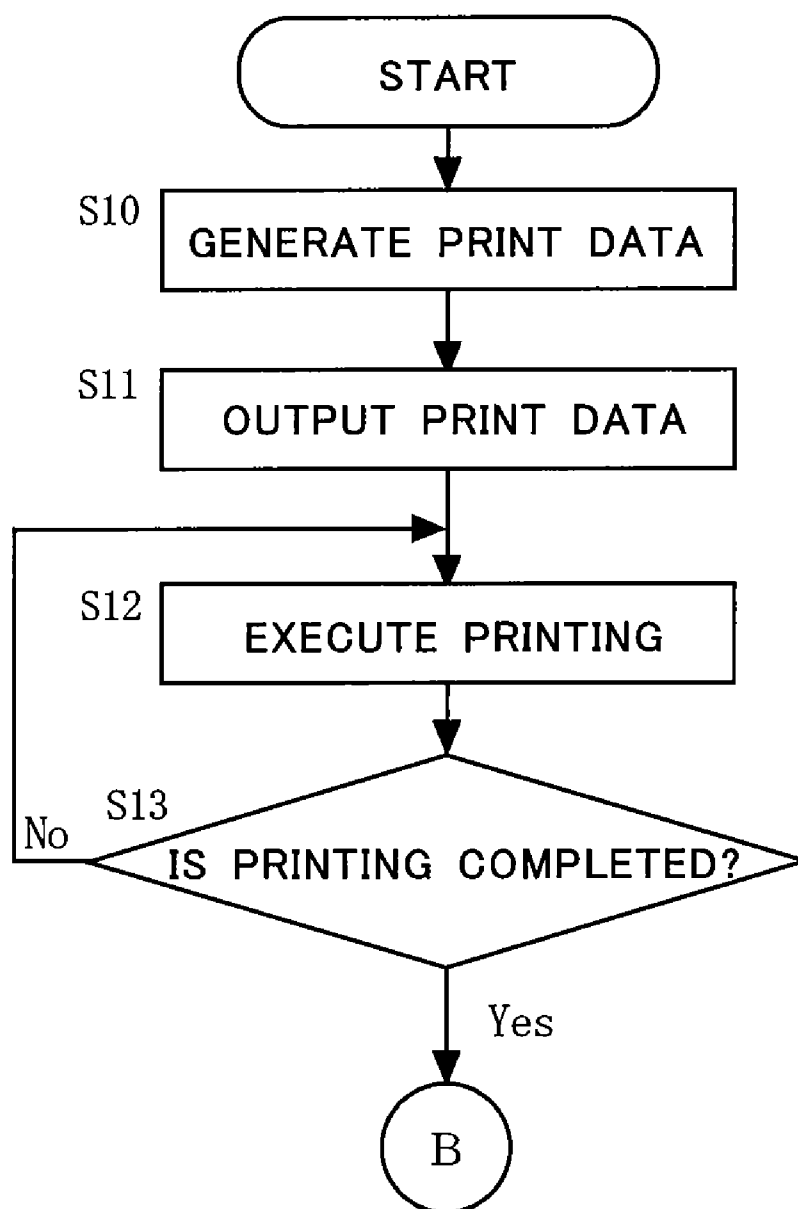 START
S10
GENERATE PRINT DATA
S11
OUTPUT PRINT DATA
S12
EXECUTE PRINTING
S13
No
IS PRINTING COMPLETED?
Yes
B